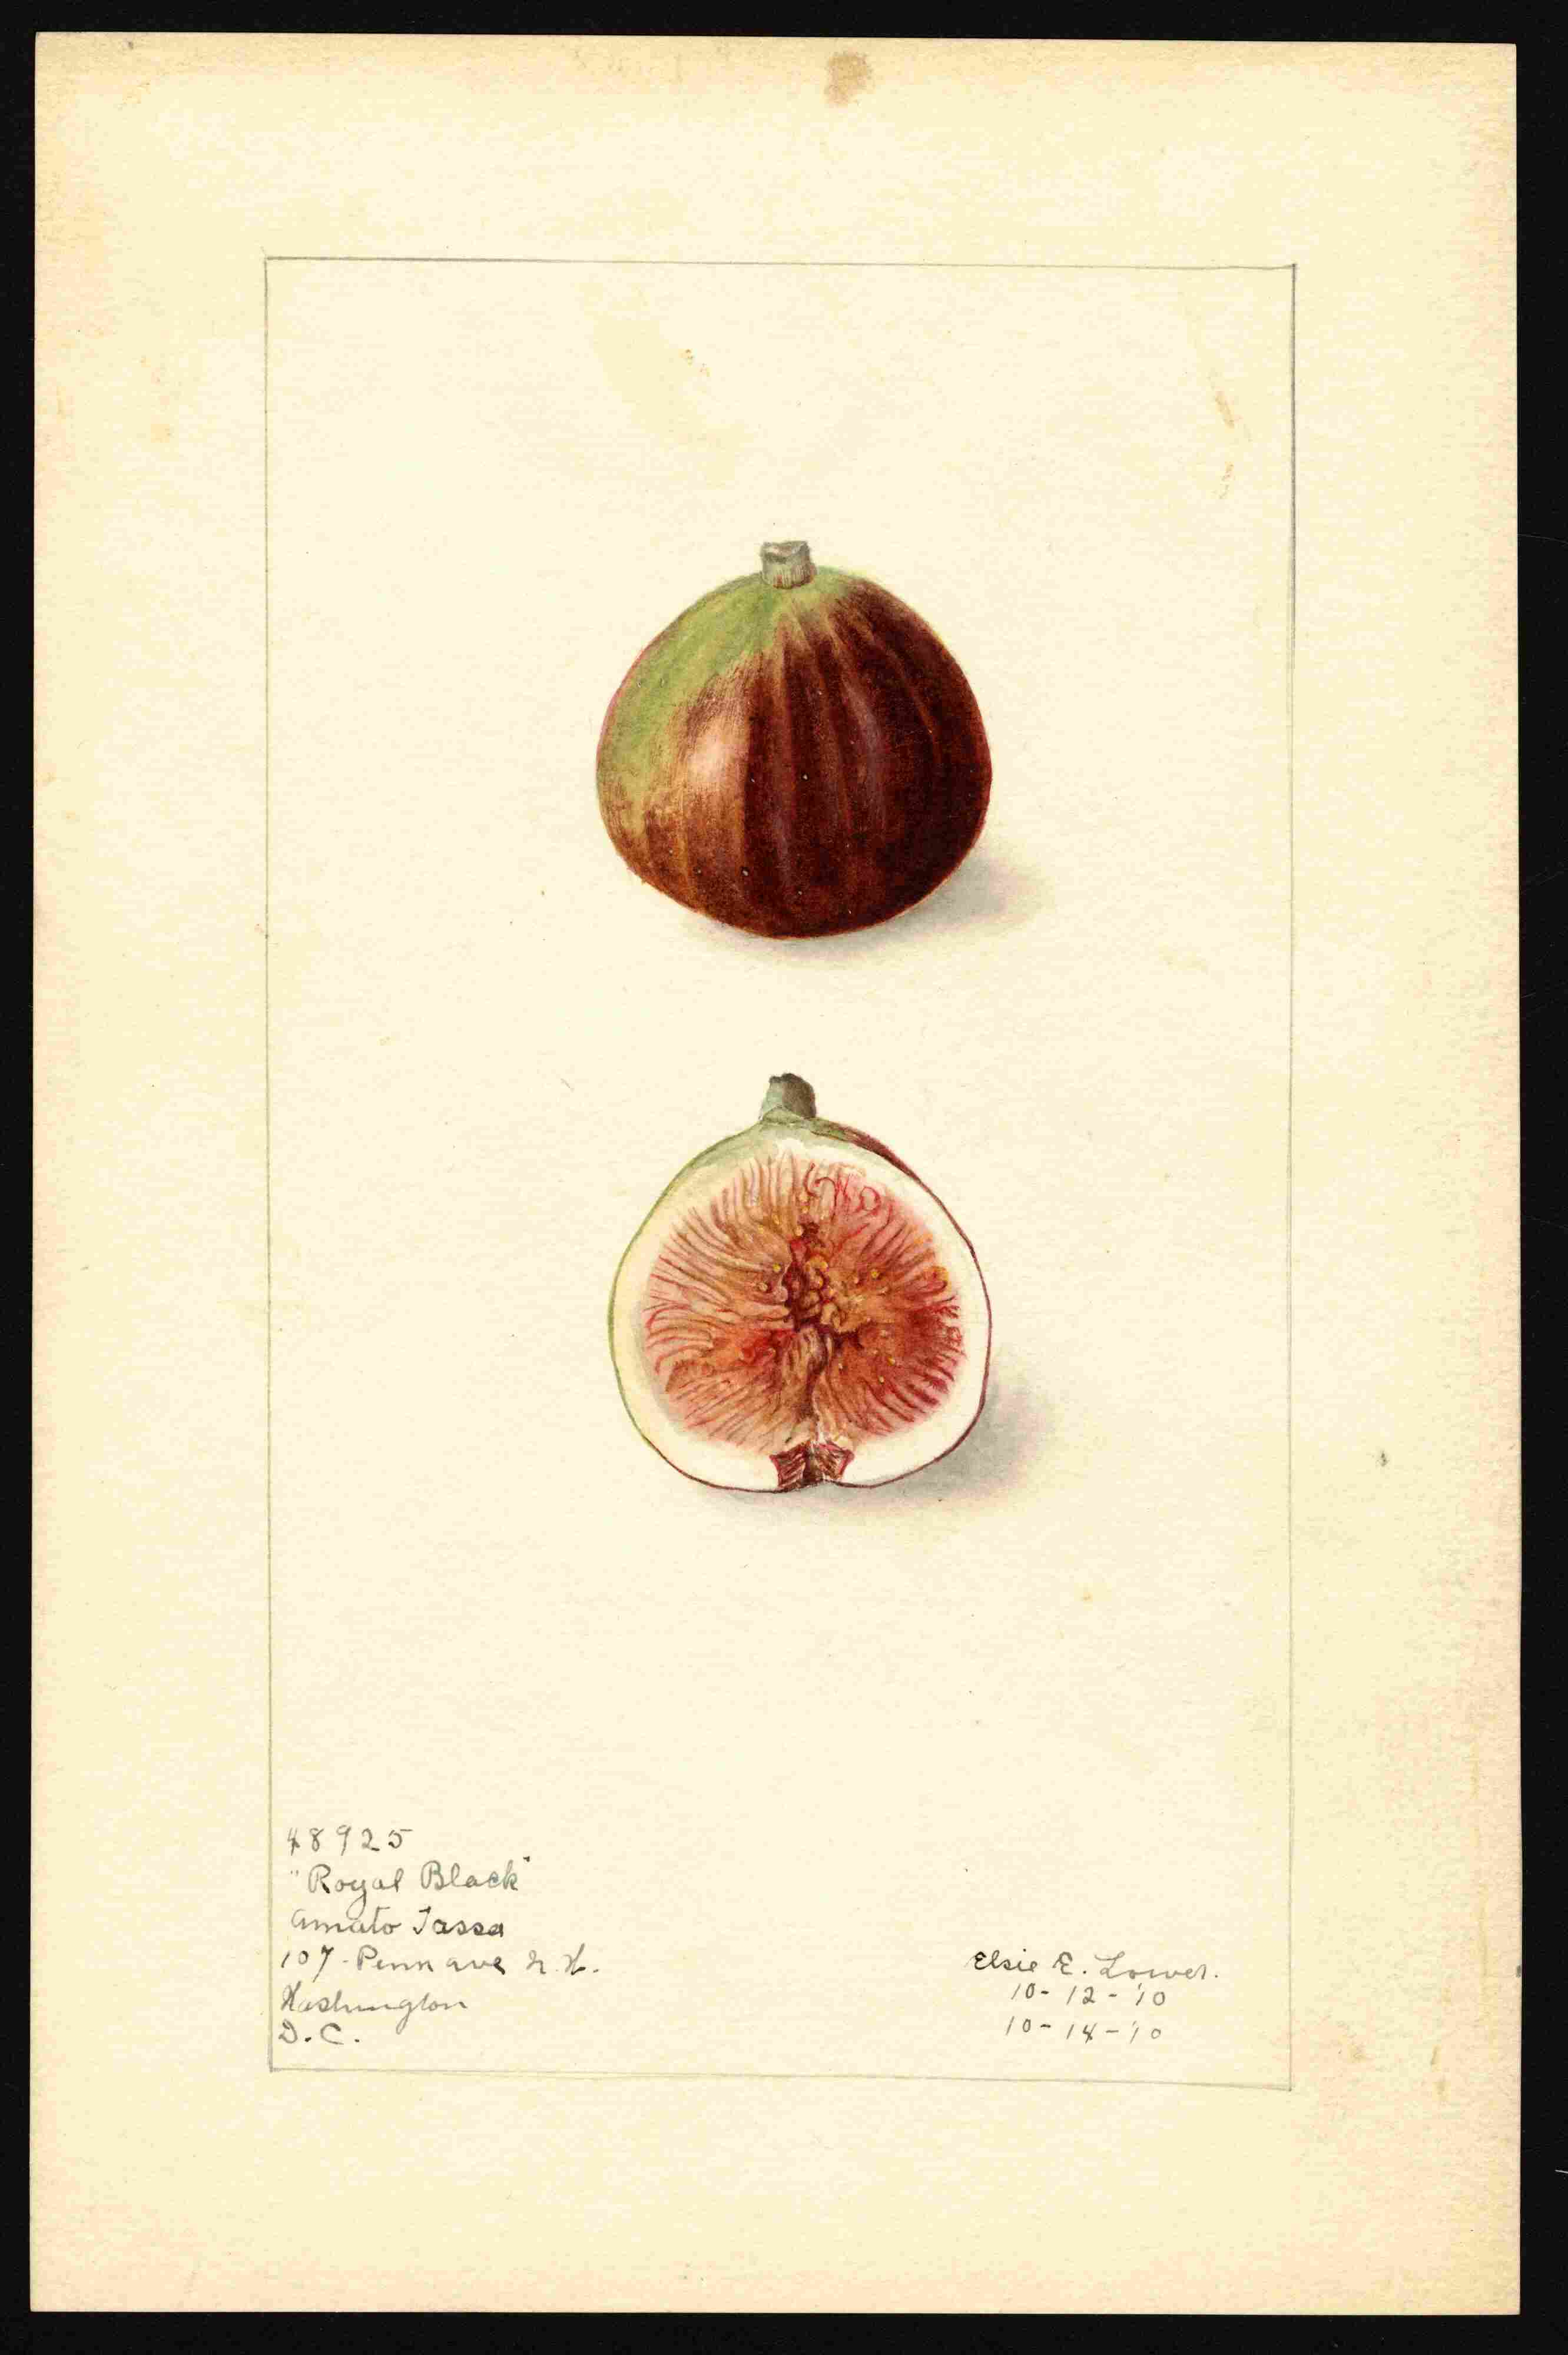 48925
"Royal Black"
Amato Tassa
107 - Penn ave N.W.
Washington
D.C.
Elsie E. Lower.
10-12-'10
10-14-'10